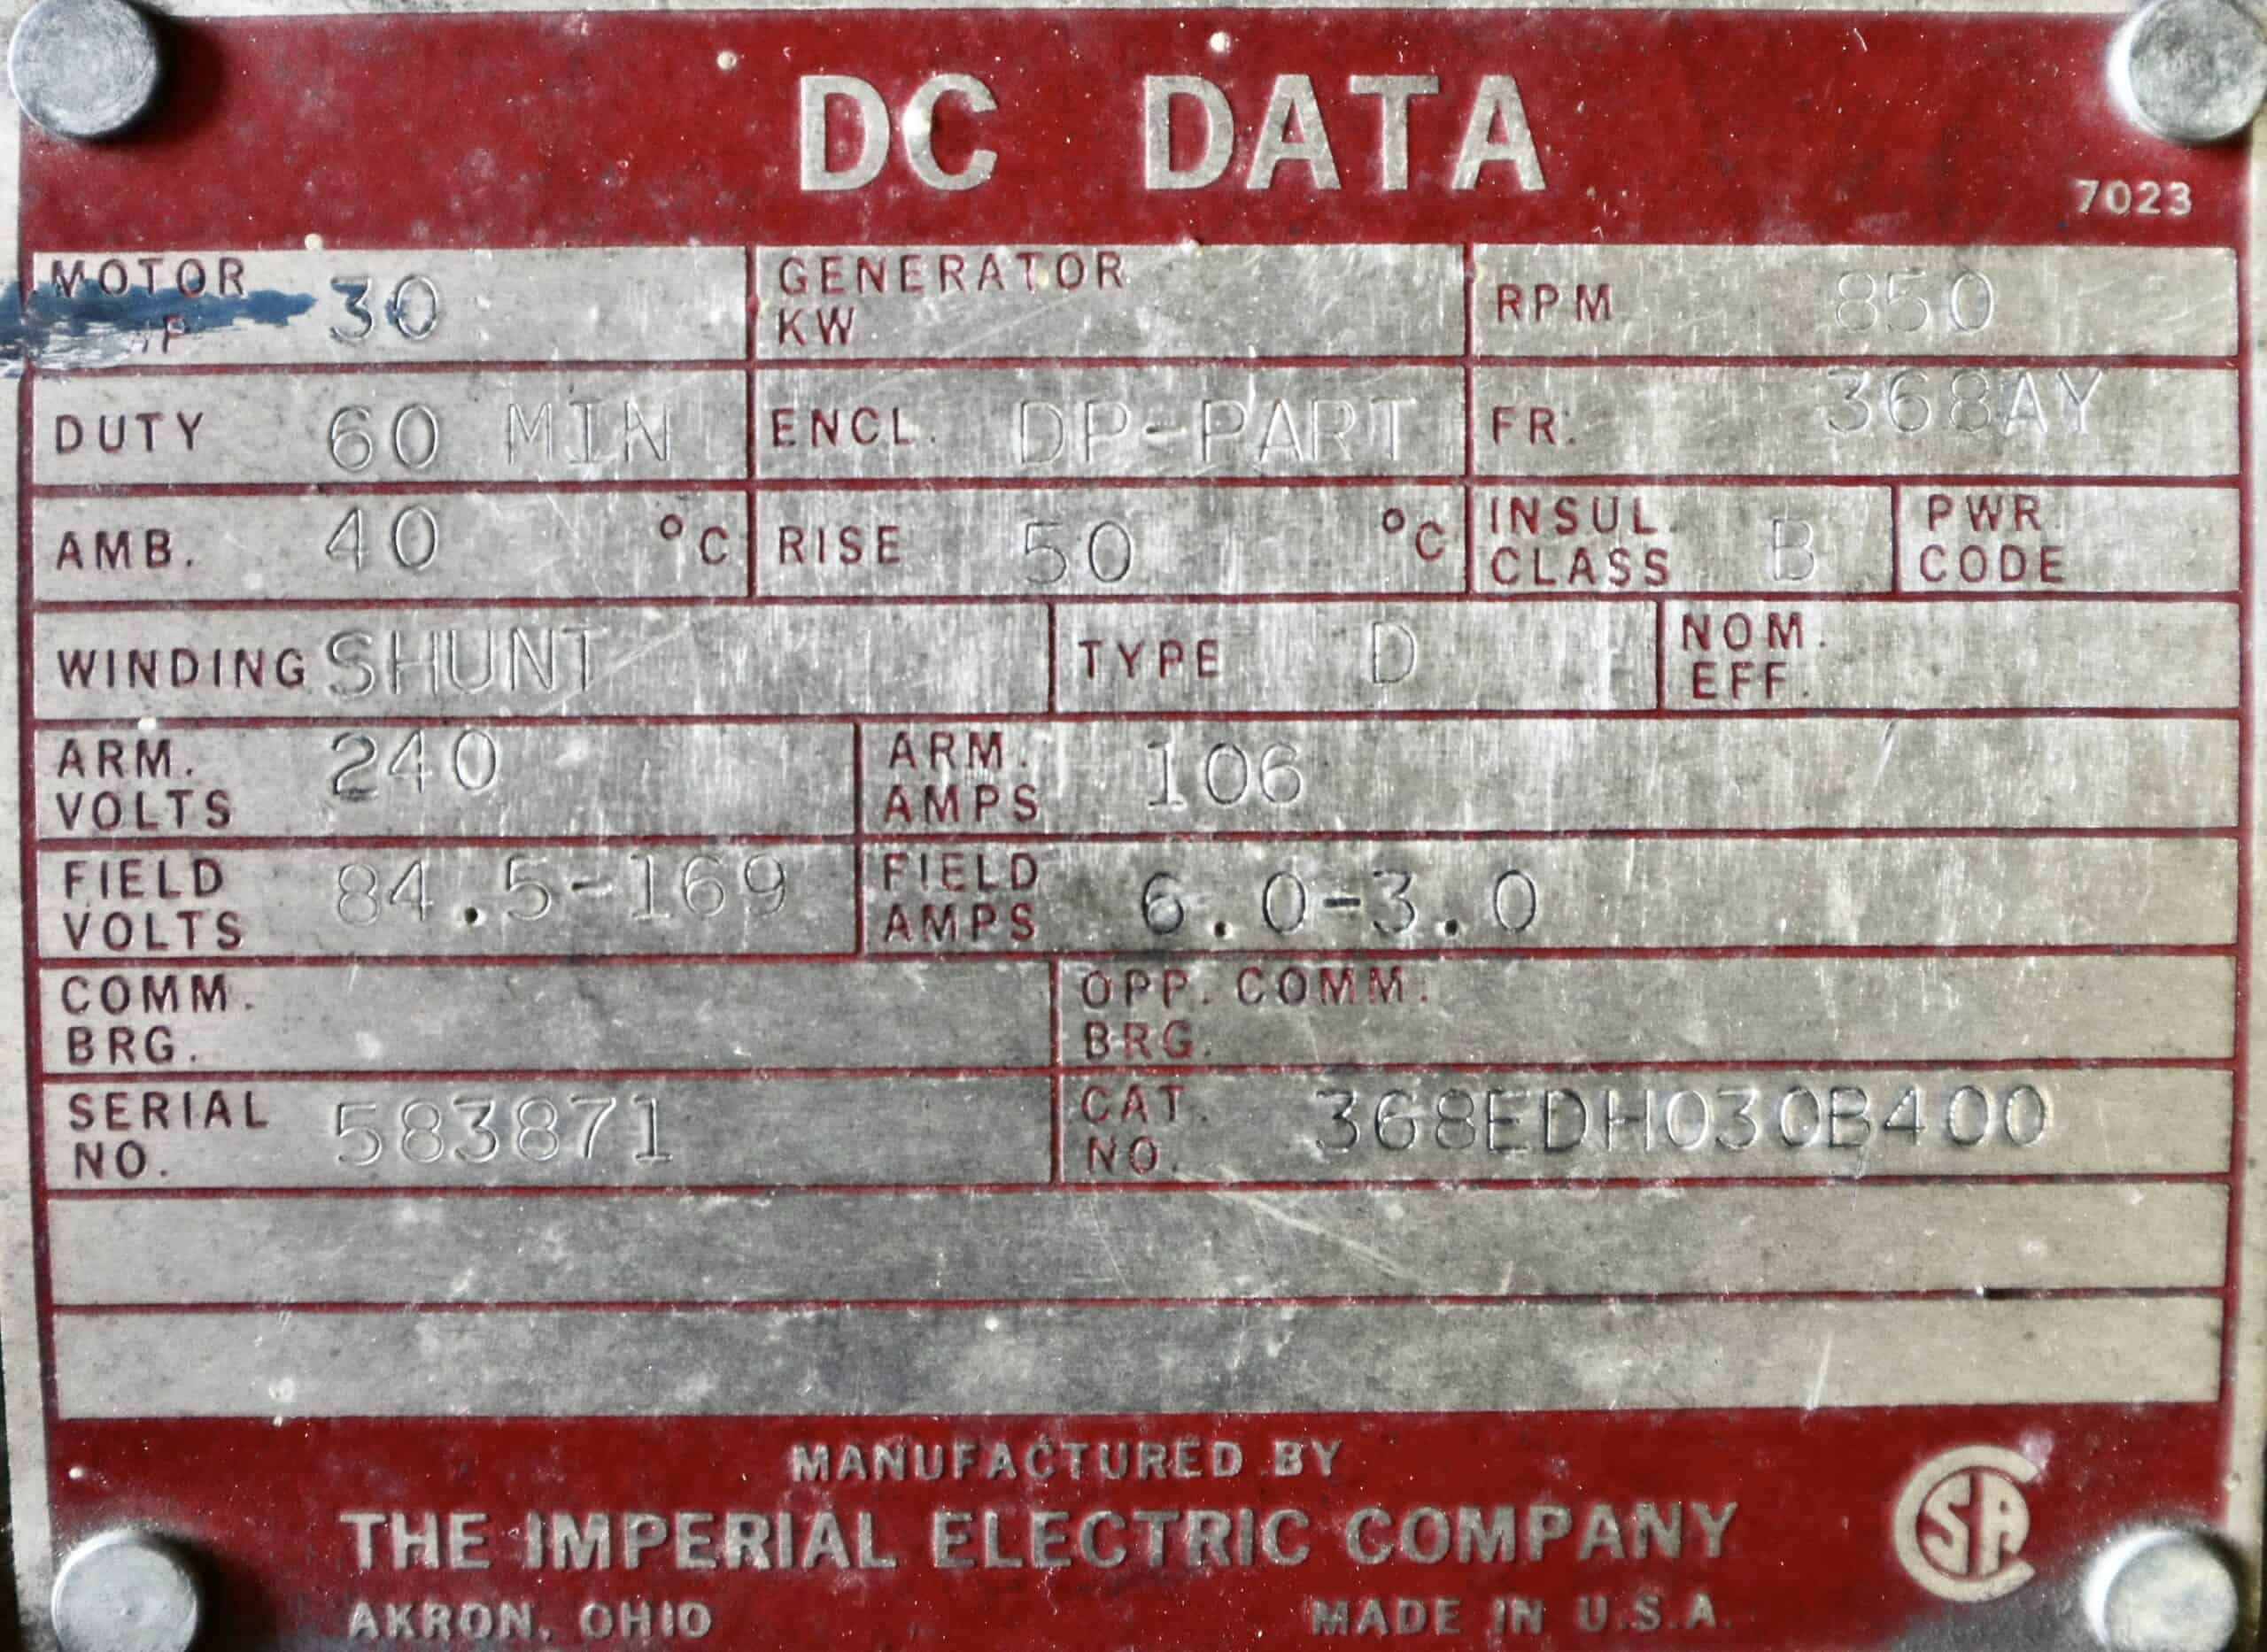 DC DATA
7023
MOTOR 30
GENERATOR
KW
RPM 850
DUTY 60 MIN
ENCL. DP-PART
FR. 368AY
AMB. 40 °C
RISE 50 °C
INSUL.
CLASS B
PWR.
CODE
WINDING SHUNT
TYPE D
NOM.
EFF.
ARM.
VOLTS 240
ARM.
AMPS 106
FIELD
VOLTS 84.5-169
FIELD
AMPS 6.0-3.0
COMM.
BRG.
OPP. COMM.
BRG.
SERIAL
NO. 583871
CAT.
NO. 368EDH030B400
MANUFACTURED BY
THE IMPERIAL ELECTRIC COMPANY
AKRON, OHIO
MADE IN U.S.A.
CSA